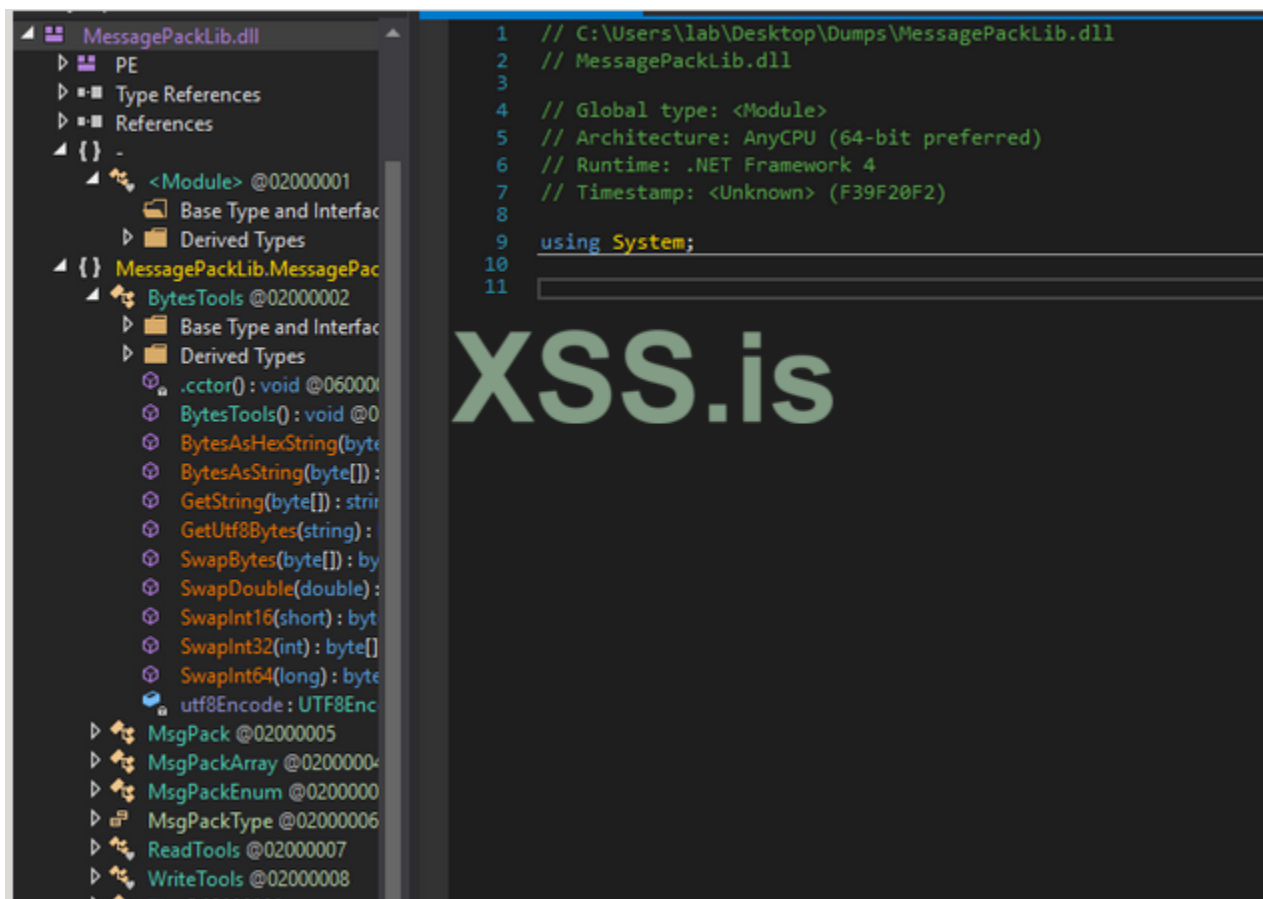 MessagePackLib.dll
PE
Type References
References
{} -
<Module> @02000001
Base Type and Interfac
Derived Types
{} MessagePackLib.MessagePac
BytesTools @02000002
Base Type and Interfac
Derived Types
.cctor() : void @06000
BytesTools() : void @0
BytesAsHexString(byte
BytesAsString(byte[]) :
GetString(byte[]) : strin
GetUtf8Bytes(string) :
SwapBytes(byte[]) : by
SwapDouble(double) :
SwapInt16(short) : byt
SwapInt32(int) : byte[]
SwapInt64(long) : byte
utf8Encode : UTF8Enc
MsgPack @02000005
MsgPackArray @02000004
MsgPackEnum @0200000
MsgPackType @02000006
ReadTools @02000007
WriteTools @02000008
1 // C:\Users\lab\Desktop\Dumps\MessagePackLib.dll
2 // MessagePackLib.dll
3
4 // Global type: <Module>
5 // Architecture: AnyCPU (64-bit preferred)
6 // Runtime: .NET Framework 4
7 // Timestamp: <Unknown> (F39F20F2)
8
9 using System;
10
11
XSS.is